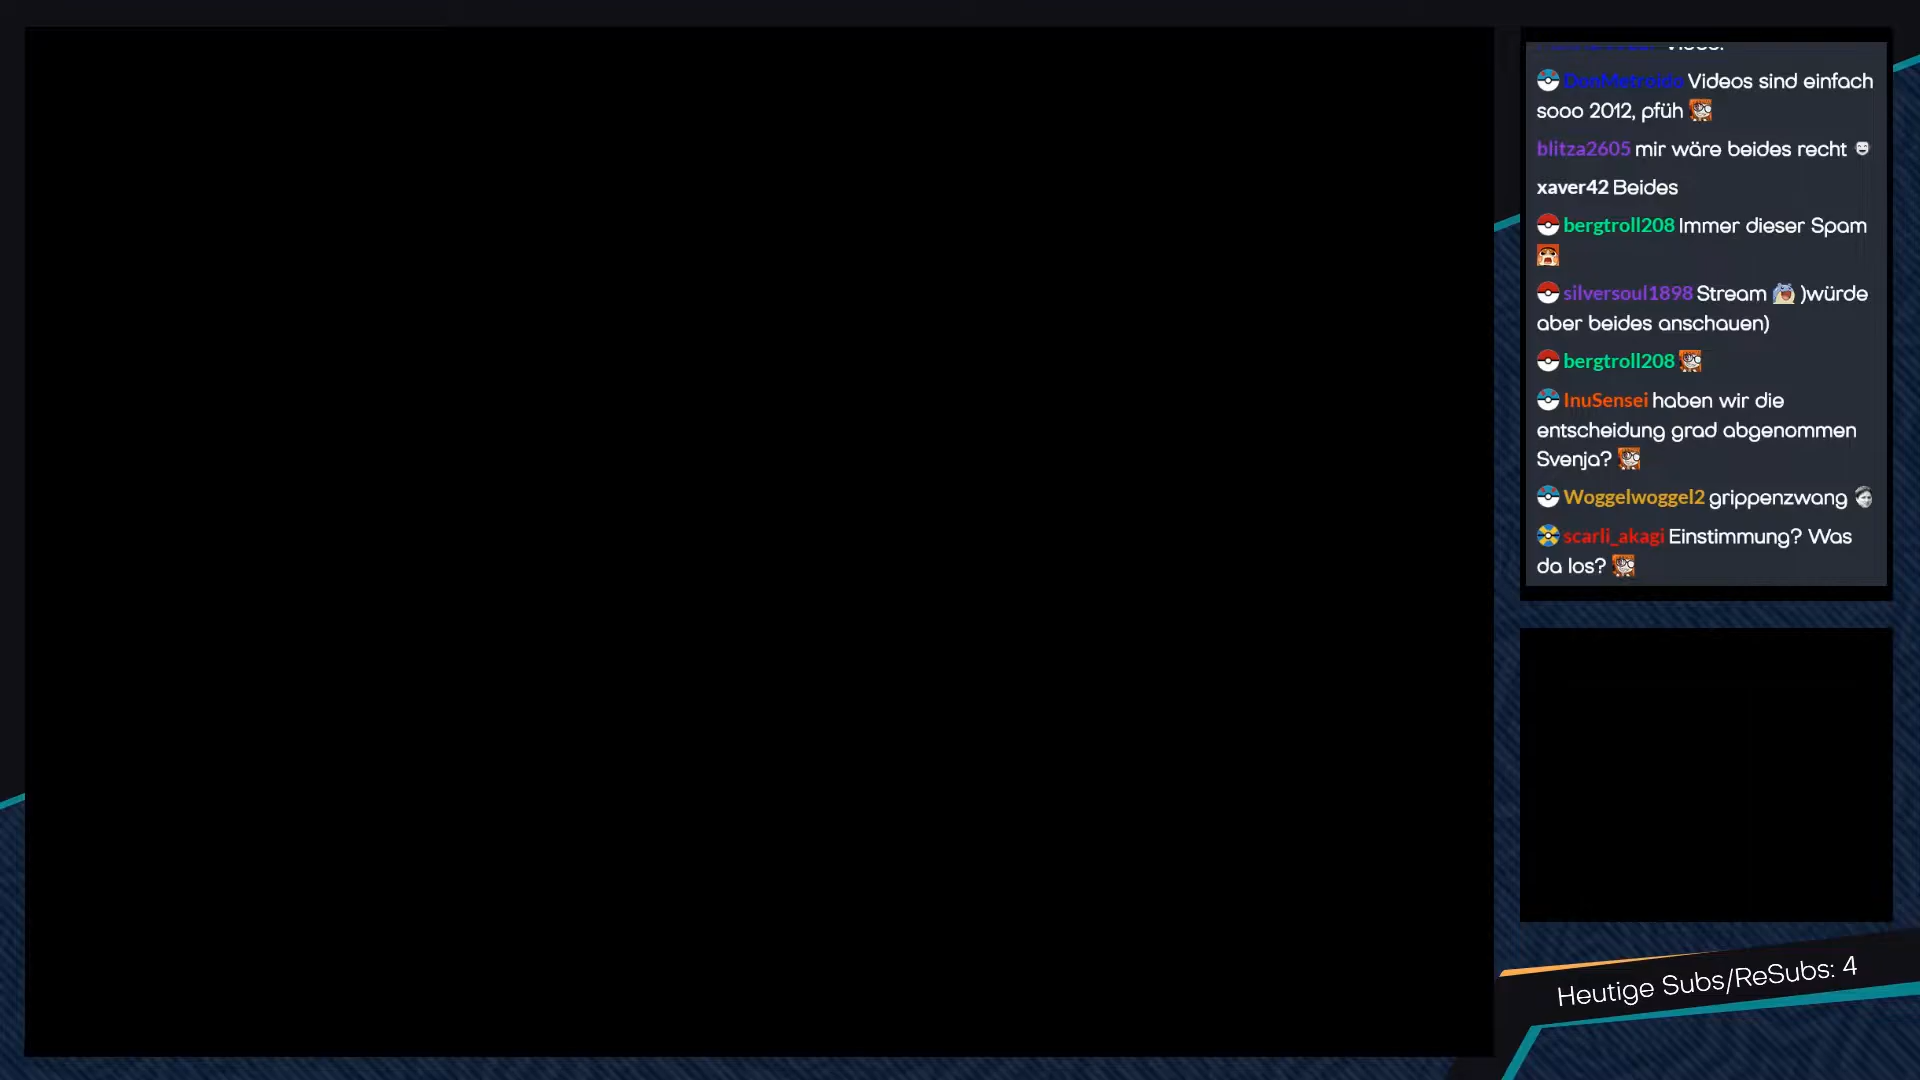 DonMetroido Videos sind einfach
sooo 2012, pfüh
blitza2605 mir wäre beides recht
xaver42 Beides
bergtroll208 Immer dieser Spam
silversoul1898 Stream )würde
aber beides anschauen)
bergtroll208
InuSensei haben wir die
entscheidung grad abgenommen
Svenja?
Woggelwoggel2 grippenzwang
scarli_akagi Einstimmung? Was
da los?
Heutige Subs/ReSubs: 4